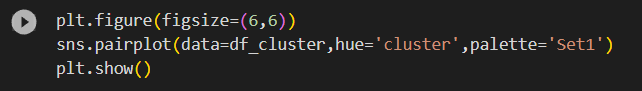 plt.figure(figsize=(6,6))
sns.pairplot(data=df_cluster,hue='cluster',palette='Set1')
plt.show()